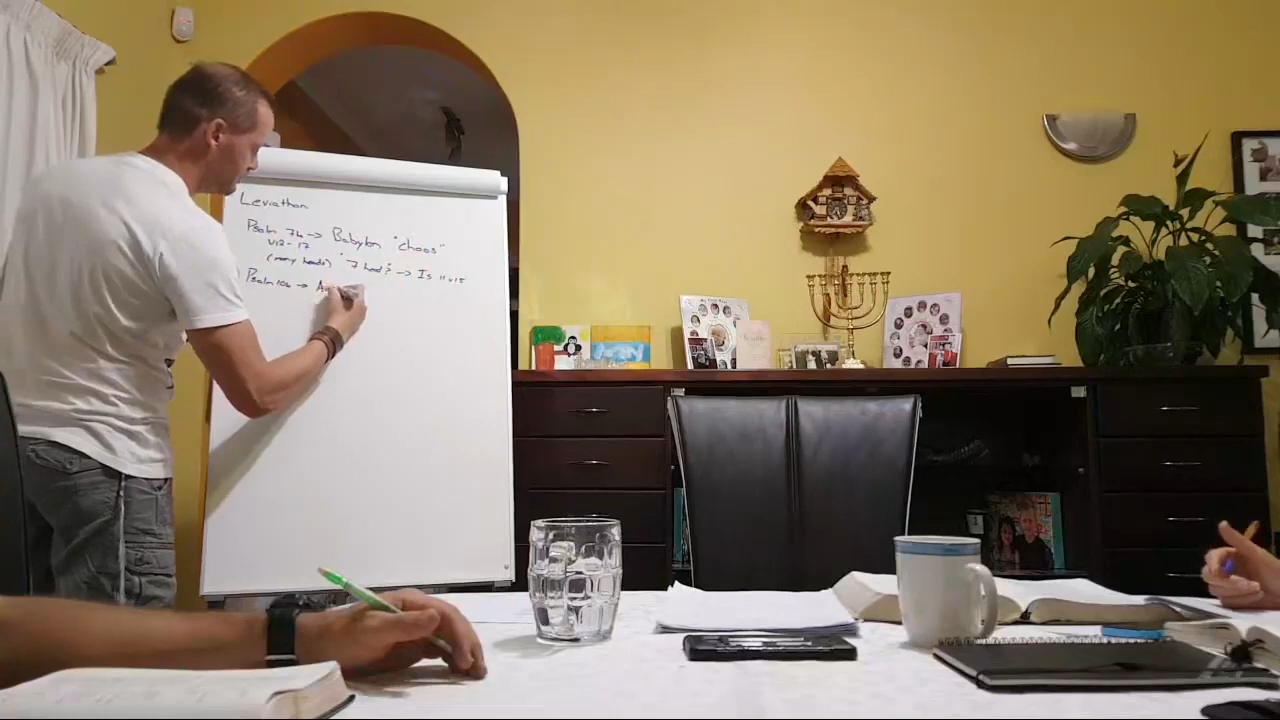 Leviathan
Psalm 74 -> Babylon "chaos"
v12-17
(many heads) "7 head"? -> Is 11 v15
Psalm 104 ->